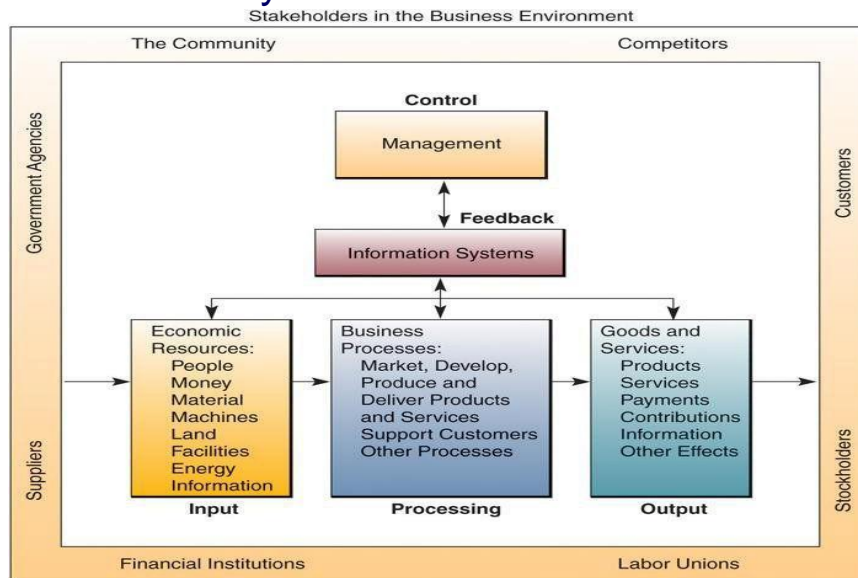 Stakeholders in the Business Environment
The Community
Competitors
Government Agencies
Customers
Control
Management
Feedback
Information Systems
Economic
Resources:
People
Money
Material
Machines
Land
Facilities
Energy
Information
Input
Business
Processes:
Market, Develop,
Produce and
Deliver Products
and Services
Support Customers
Other Processes
Processing
Goods and
Services:
Products
Services
Payments
Contributions
Information
Other Effects
Output
Suppliers
Stockholders
Financial Institutions
Labor Unions